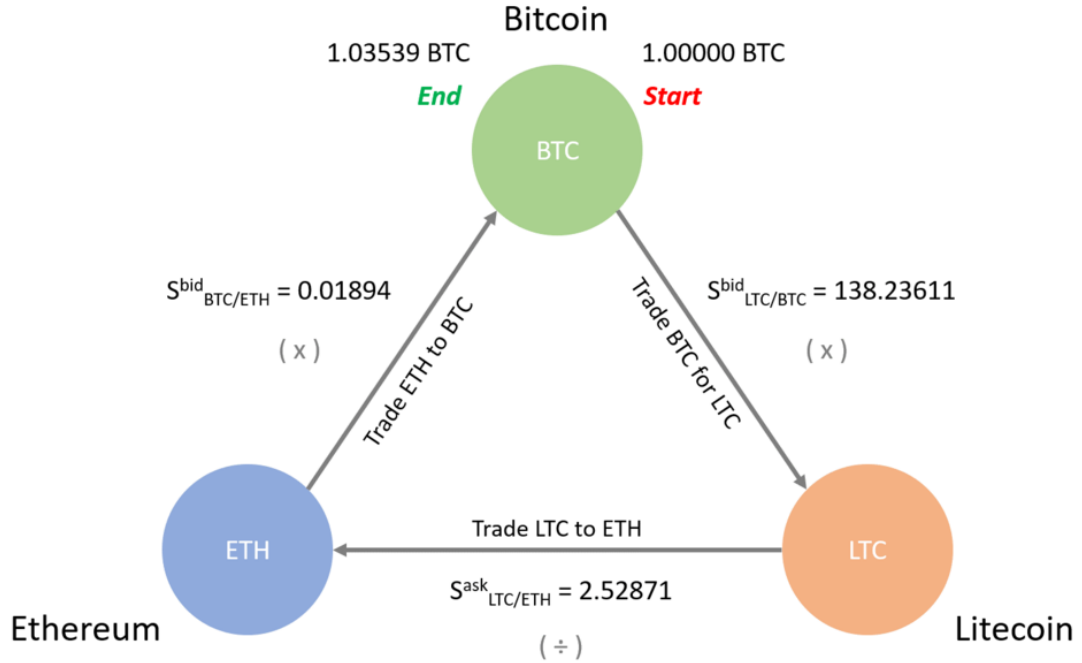 Bitcoin
1.03539 BTC
1.00000 BTC
End
Start
BTC
S^bid_BTC/ETH = 0.01894
( x )
Trade ETH to BTC
Trade BTC for LTC
S^bid_LTC/BTC = 138.23611
( x )
ETH
Trade LTC to ETH
LTC
S^ask_LTC/ETH = 2.52871
( ÷ )
Ethereum
Litecoin